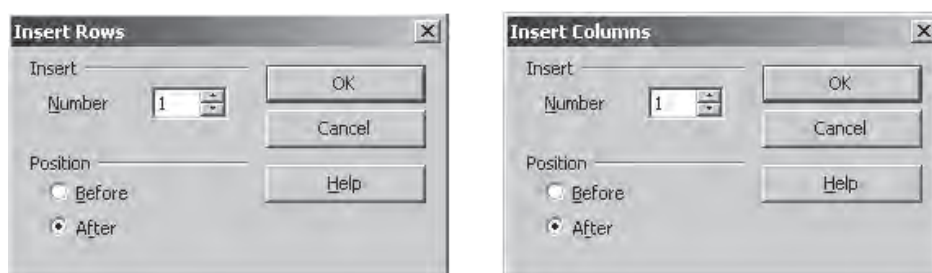 Insert Rows
Insert
Number 1
OK
Cancel
Position
Before
After
Help
Insert Columns
Insert
Number 1
OK
Cancel
Position
Before
After
Help